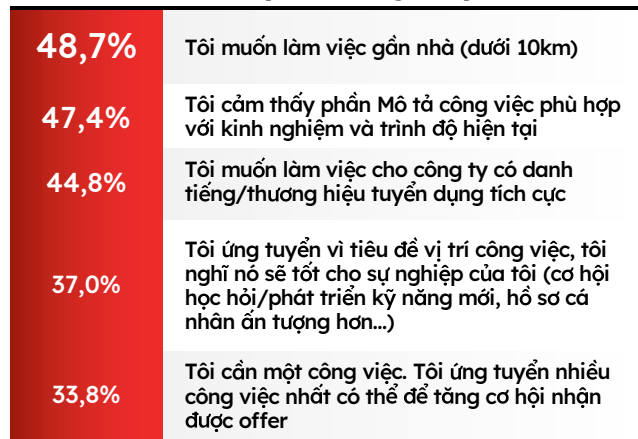 48,7%
Tôi muốn làm việc gần nhà (dưới 10km)
47,4%
Tôi cảm thấy phần Mô tả công việc phù hợp
với kinh nghiệm và trình độ hiện tại
44,8%
Tôi muốn làm việc cho công ty có danh
tiếng/thương hiệu tuyển dụng tích cực
37,0%
Tôi ứng tuyển vì tiêu đề vị trí công việc, tôi
nghĩ nó sẽ tốt cho sự nghiệp của tôi (cơ hội
học hỏi/phát triển kỹ năng mới, hồ sơ cá
nhân ấn tượng hơn...)
33,8%
Tôi cần một công việc. Tôi ứng tuyển nhiều
công việc nhất có thể để tăng cơ hội nhận
được offer